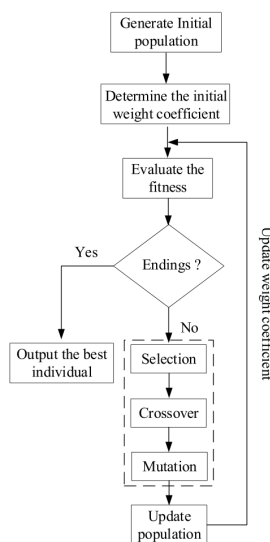 Generate Initial
population
Determine the initial
weight coefficient
Evaluate the
fitness
Endings ?
Yes
No
Output the best
individual
Selection
Crossover
Mutation
Update
population
Update weight coefficient